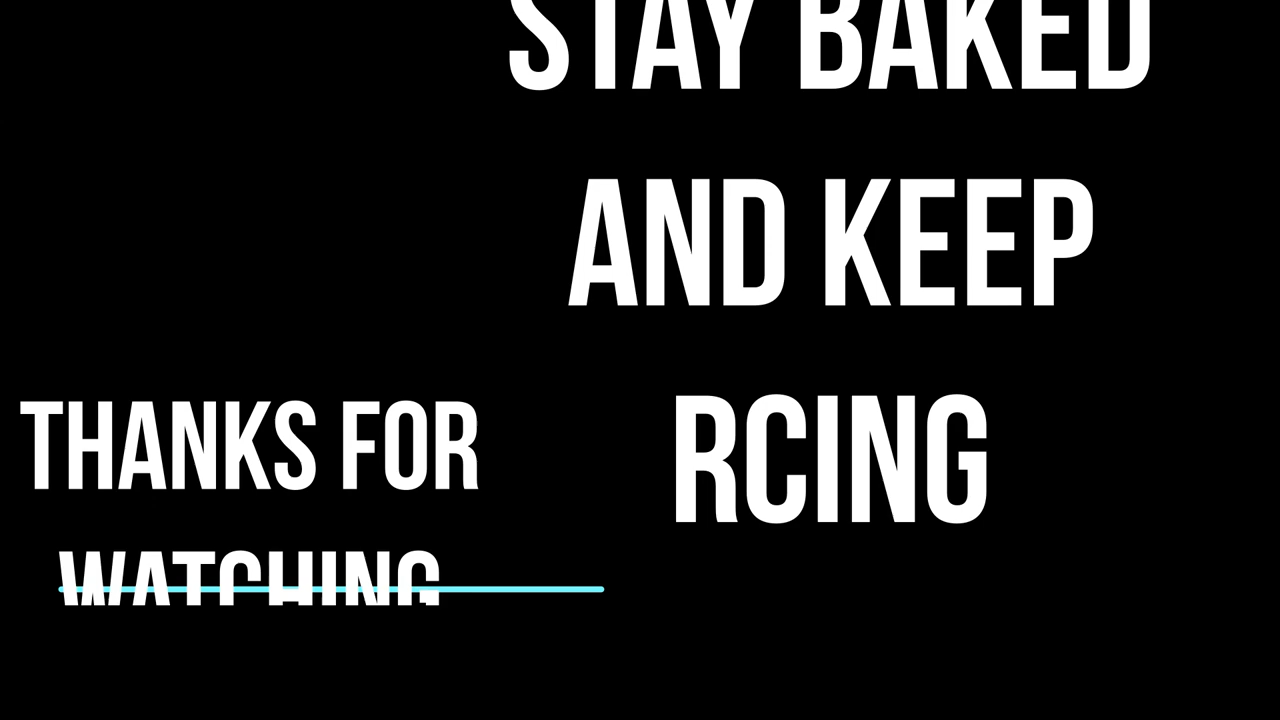 STAY BAKED
AND KEEP
RCING
THANKS FOR
WATCHING